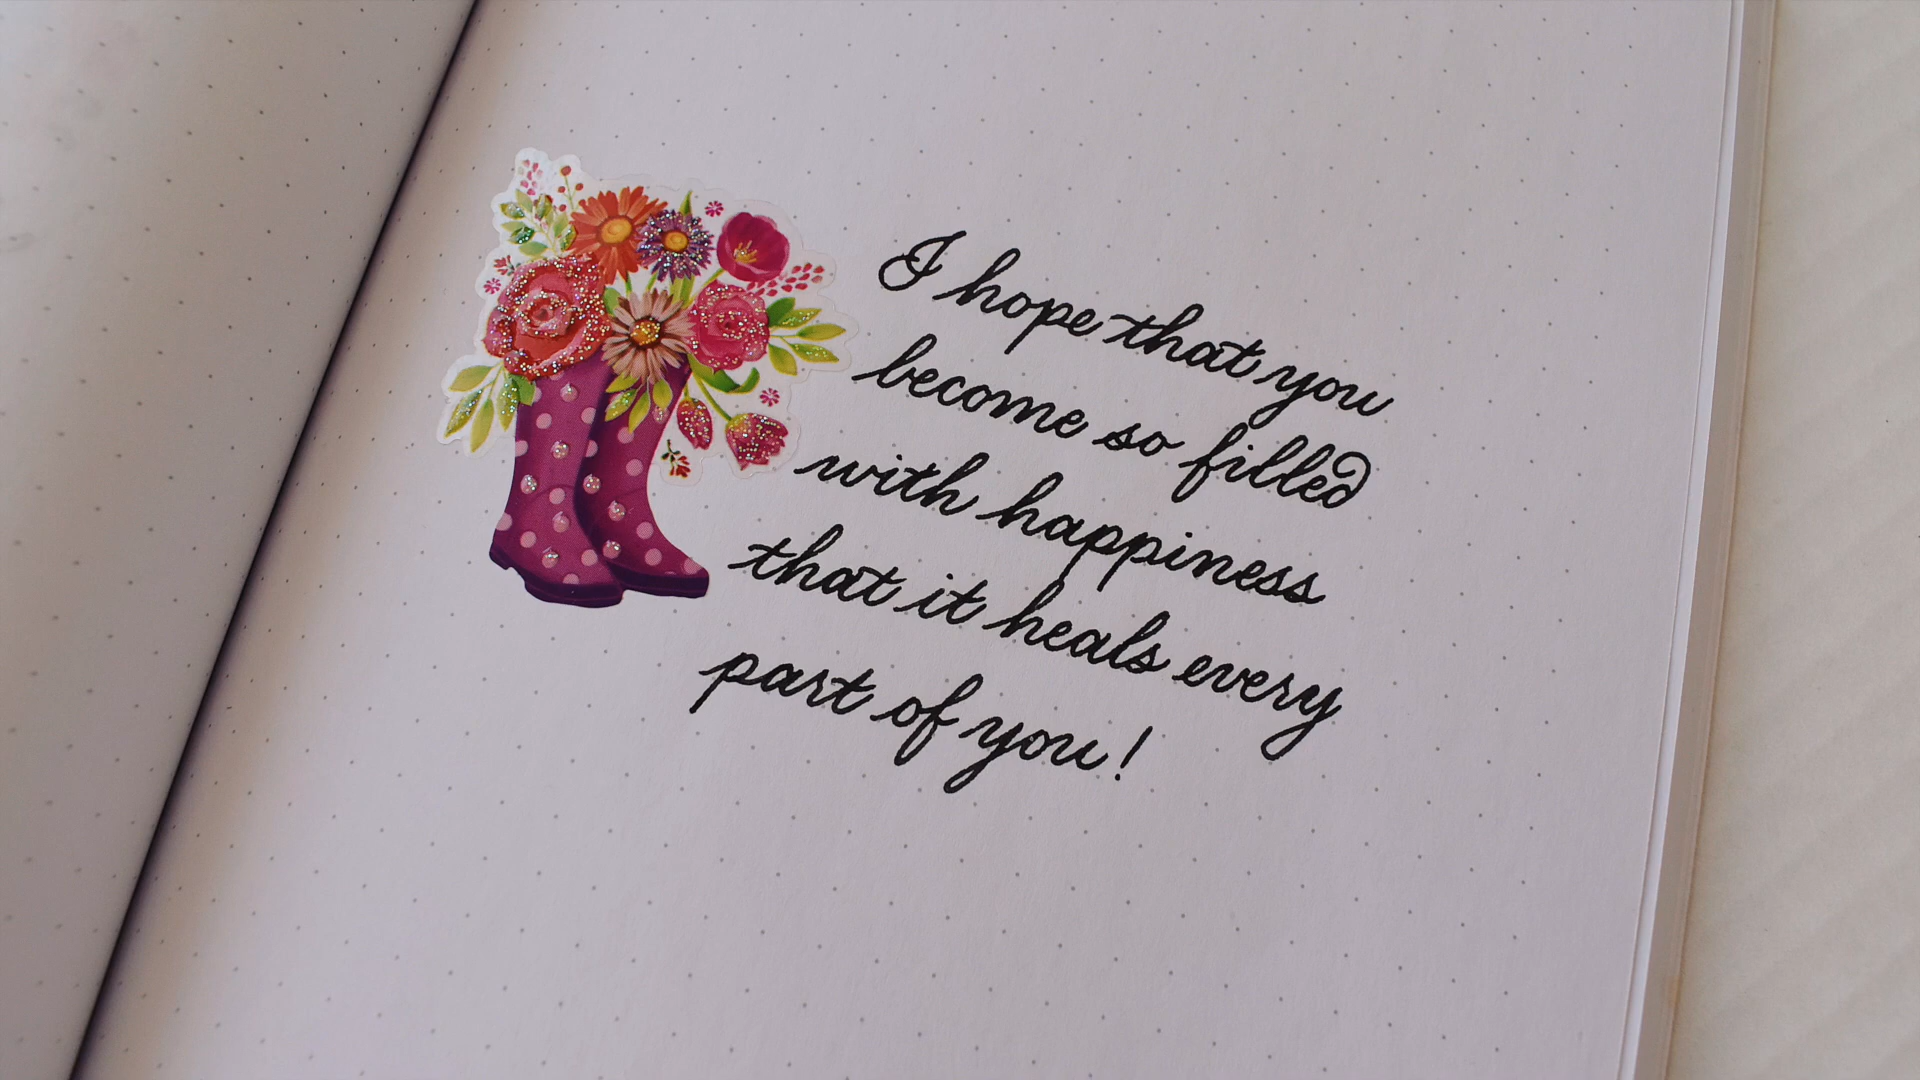 I hope that you
become so filled
with happiness
that it heals every
part of you!